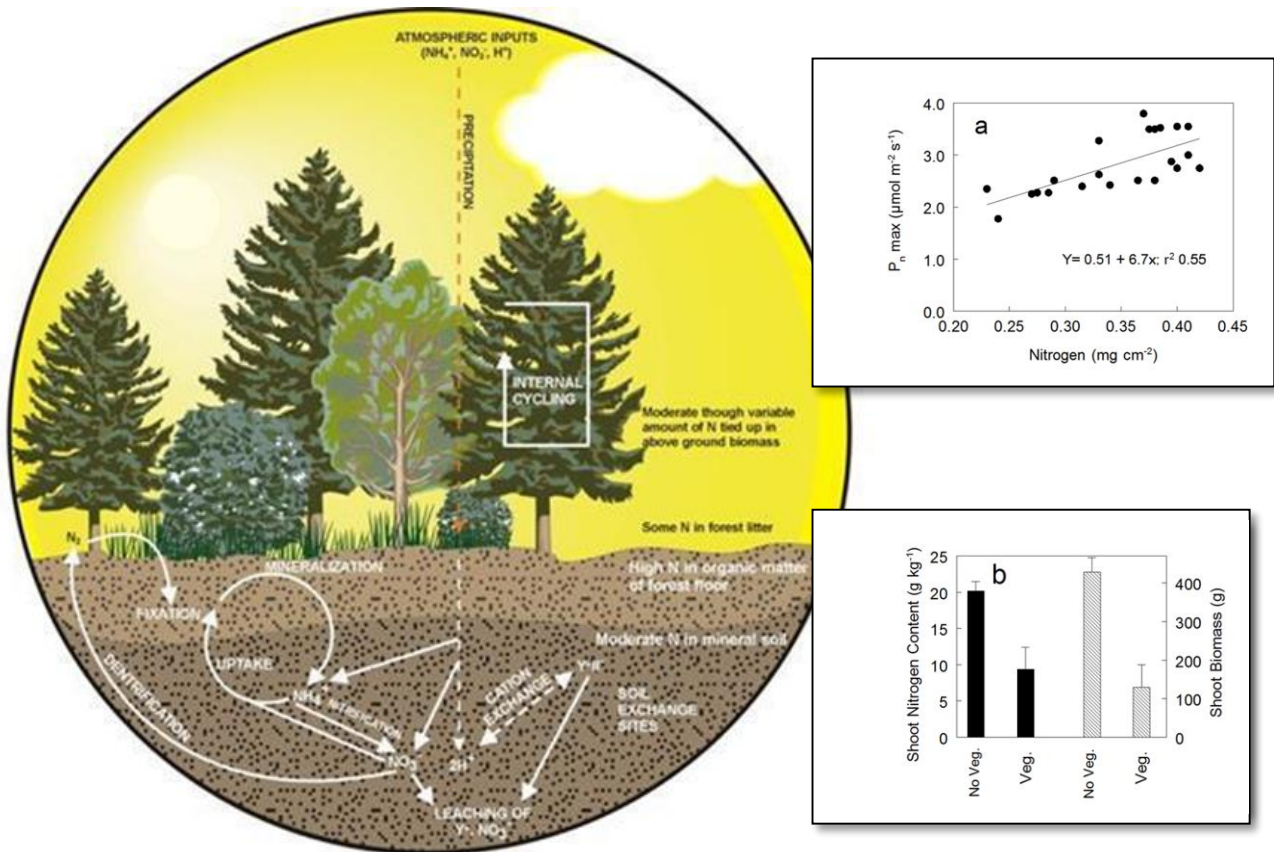 ATMOSPHERIC INPUTS
(NH₄⁺, NO₃⁻, H⁺)
PRECIPITATION
INTERNAL
CYCLING
Moderate though variable
amount of N tied up in
above ground biomass
Some N in forest litter
N₂
MINERALIZATION
High N in organic matter
of forest floor
FIXATION
Moderate N in mineral soil
UPTAKE
DENTRIFICATION
NH₄
NITRIFICATION
CATION
EXCHANGE
SOIL
EXCHANGE
SITES
NO₃
2H⁺
LEACHING OF
Y⁺, NO₃⁻
a
Pₙ max (μmol m⁻² s⁻¹)
4.0
3.0
2.0
1.0
0.0
Y= 0.51 + 6.7x; r² 0.55
0.20 0.25 0.30 0.35 0.40 0.45
Nitrogen (mg cm⁻²)
b
Shoot Nitrogen Content (g kg⁻¹)
25
20
15
10
5
0
400
300
200
100
0
Shoot Biomass (g)
No Veg.
Veg.
No Veg.
Veg.